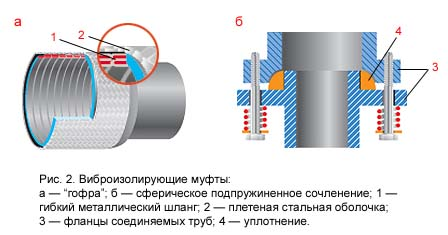 а
1
2
б
4
3
Рис. 2. Виброизолирующие муфты:
а — “гофра”; б — сферическое подпружиненное сочленение; 1 —
гибкий металлический шланг; 2 — плетеная стальная оболочка;
3 — фланцы соединяемых труб; 4 — уплотнение.